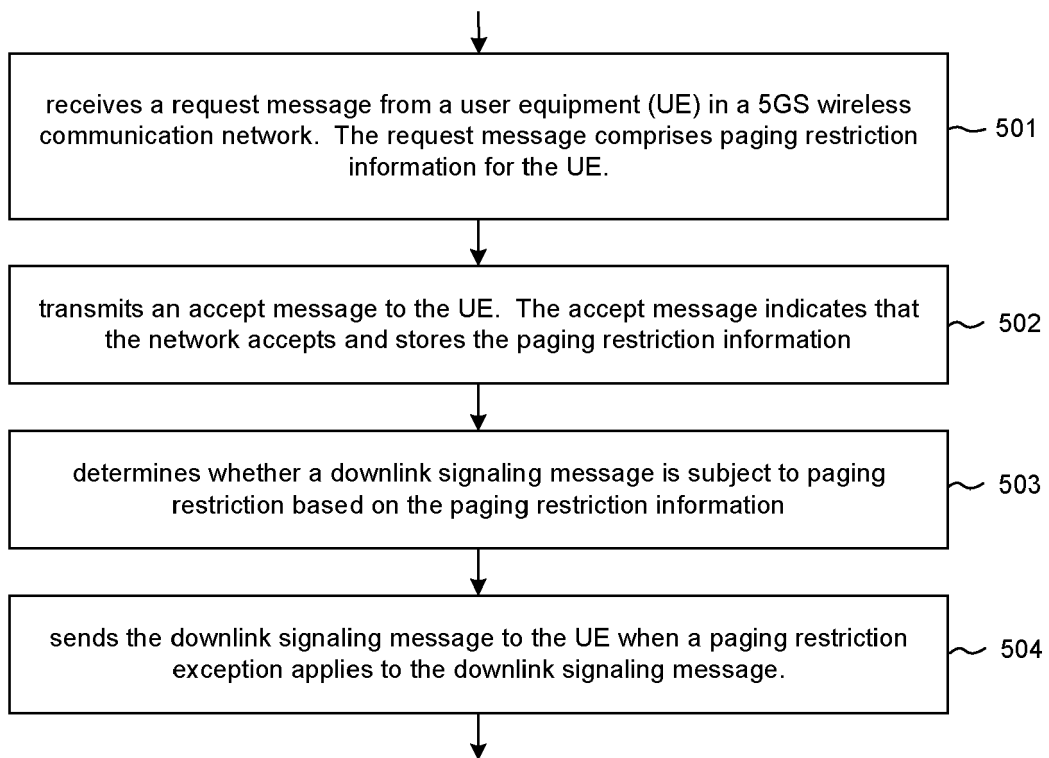 receives a request message from a user equipment (UE) in a 5GS wireless
communication network. The request message comprises paging restriction
information for the UE.
501
transmits an accept message to the UE. The accept message indicates that
the network accepts and stores the paging restriction information
502
determines whether a downlink signaling message is subject to paging
restriction based on the paging restriction information
503
sends the downlink signaling message to the UE when a paging restriction
exception applies to the downlink signaling message.
504